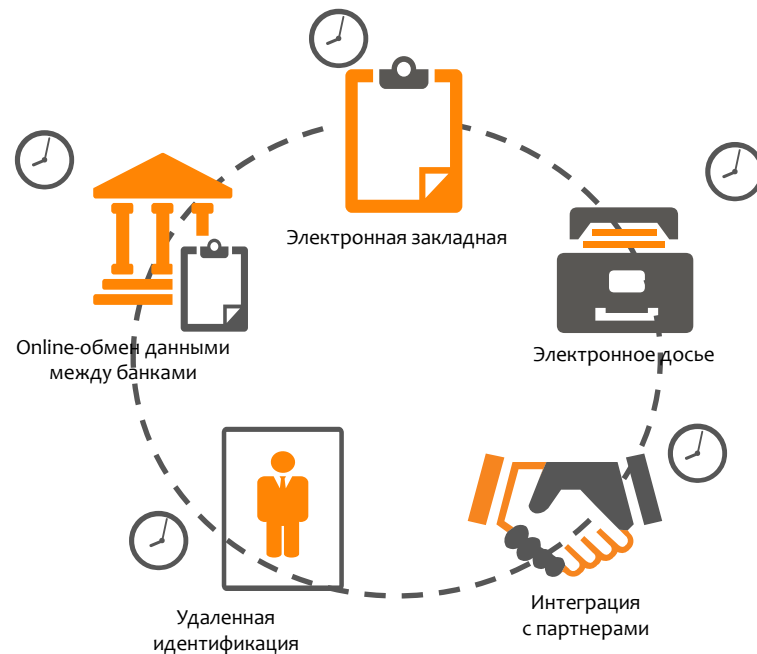 Электронная закладная
Online-обмен данными
между банками
Электронное досье
Удаленная
идентификация
Интеграция
с партнерами